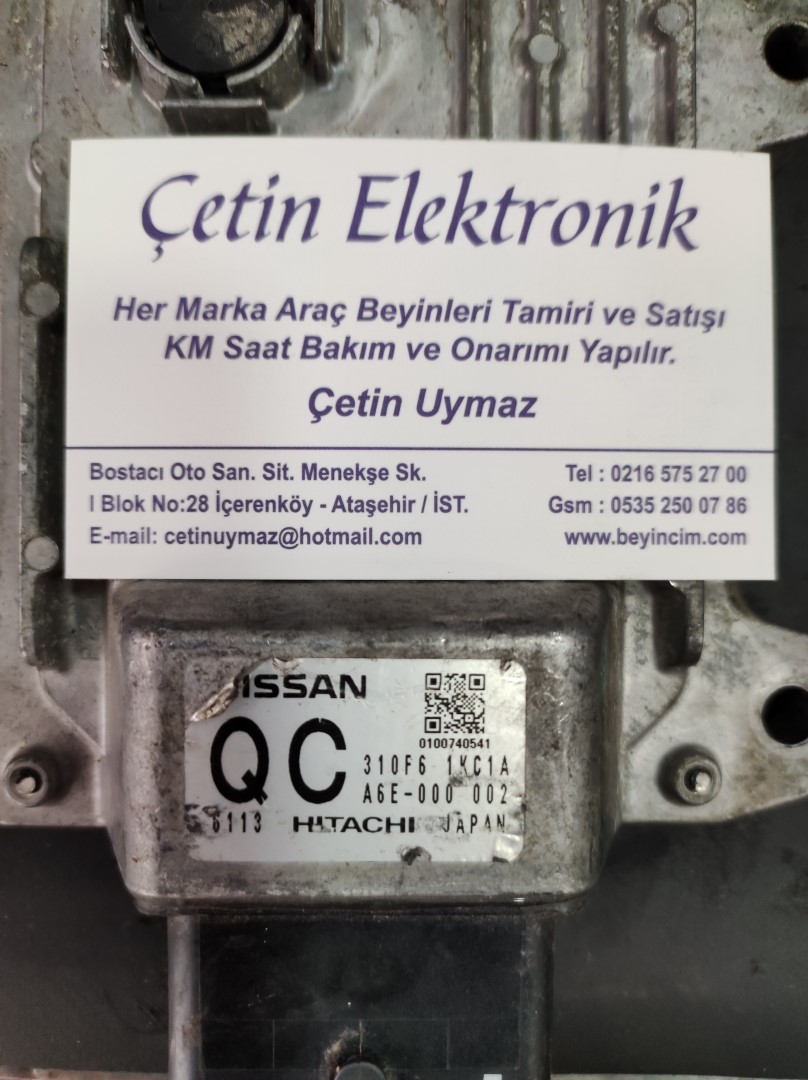 Çetin Elektronik
Her Marka Araç Beyinleri Tamiri ve Satışı
KM Saat Bakım ve Onarımı Yapılır.
Çetin Uymaz
Bostacı Oto San. Sit. Menekşe Sk.
I Blok No:28 İçerenköy - Ataşehir / İST.
E-mail: cetinuymaz@hotmail.com
Tel : 0216 575 27 00
Gsm : 0535 250 07 86
www.beyincim.com
NISSAN
QC
0100740541
310F6 1KC1A
A6E-000 002
6113 HITACHI JAPAN